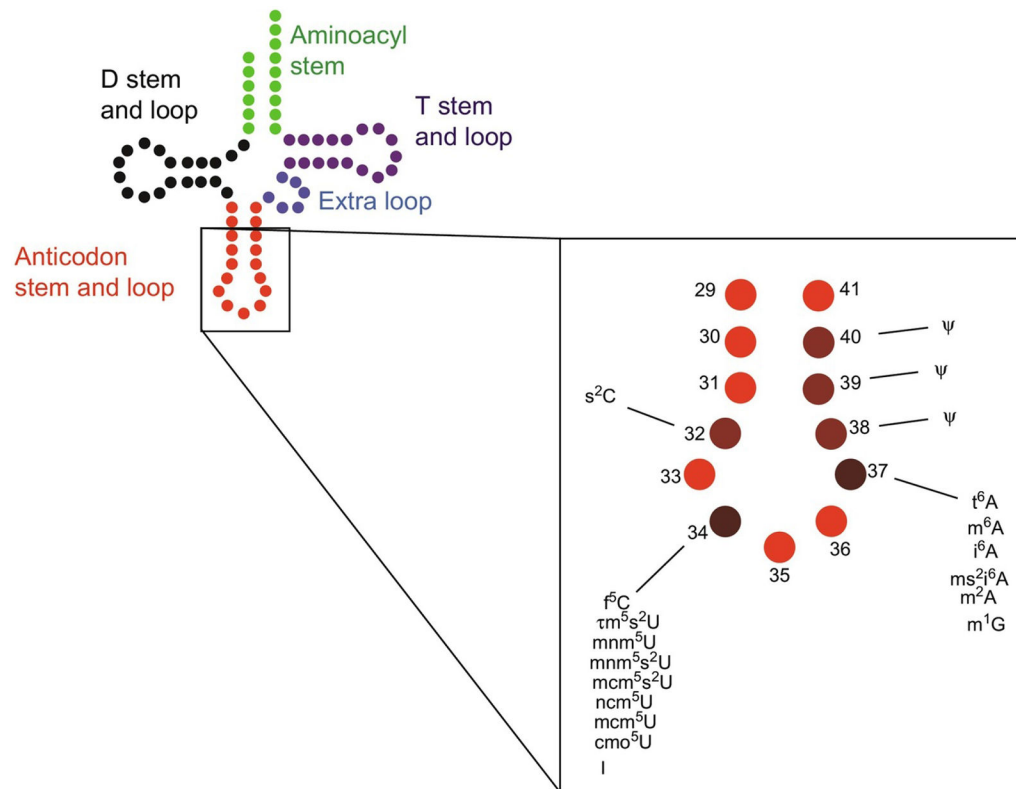 Aminoacyl
stem
D stem
and loop
T stem
and loop
Extra loop
Anticodon
stem and loop
29
41
30
40
ψ
31
39
ψ
s²C
32
38
ψ
33
37
t⁶A
m⁶A
i⁶A
ms²i⁶A
m²A
m¹G
34
36
35
f⁵C
τm⁵s²U
mnm⁵U
mnm⁵s²U
mcm⁵s²U
ncm⁵U
mcm⁵U
cmo⁵U
I